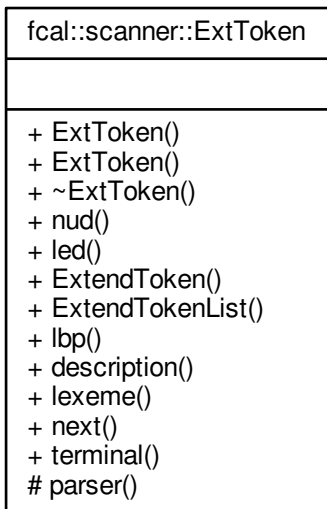 fcal::scanner::ExtToken
+ ExtToken()
+ ExtToken()
+ ~ExtToken()
+ nud()
+ led()
+ ExtendToken()
+ ExtendTokenList()
+ lbp()
+ description()
+ lexeme()
+ next()
+ terminal()
# parser()